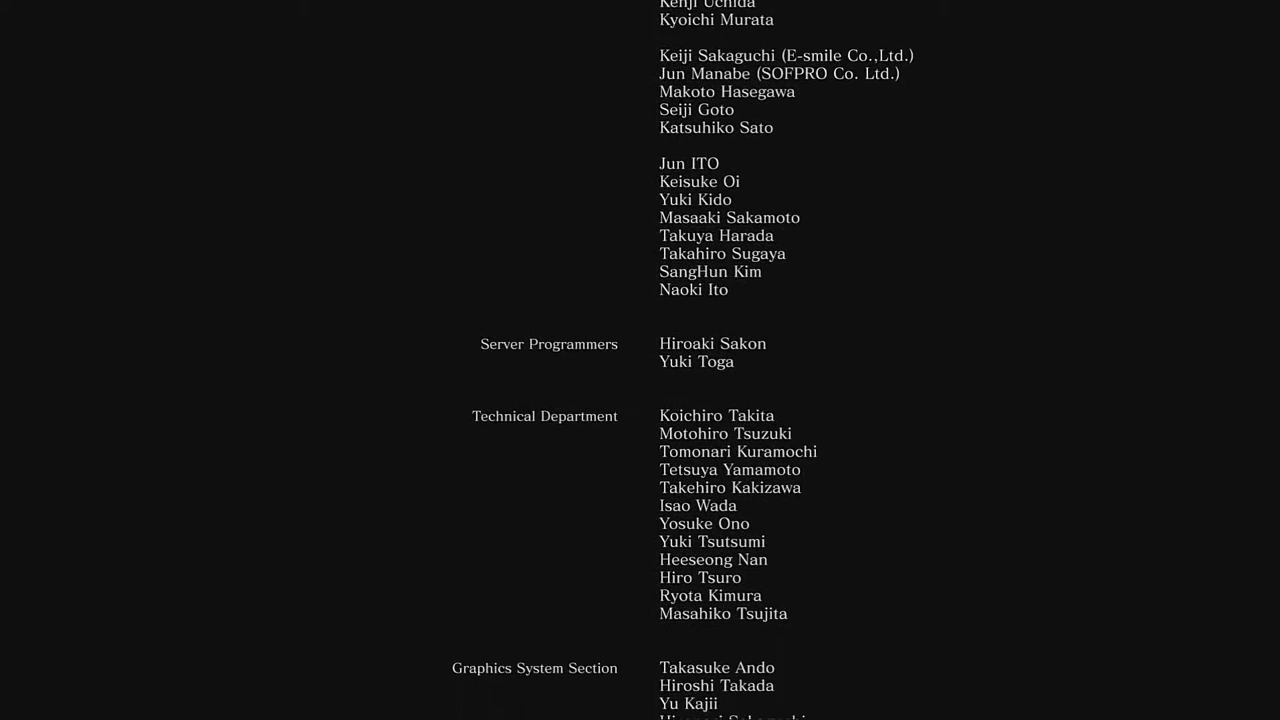 Kenji Uchida
Kyoichi Murata
Keiji Sakaguchi (E-smile Co.,Ltd.)
Jun Manabe (SOFPRO Co. Ltd.)
Makoto Hasegawa
Seiji Goto
Katsuhiko Sato
Jun ITO
Keisuke Oi
Yuki Kido
Masaaki Sakamoto
Takuya Harada
Takahiro Sugaya
SangHun Kim
Naoki Ito
Server Programmers Hiroaki Sakon
Yuki Toga
Technical Department Koichiro Takita
Motohiro Tsuzuki
Tomonari Kuramochi
Tetsuya Yamamoto
Takehiro Kakizawa
Isao Wada
Yosuke Ono
Yuki Tsutsumi
Heeseong Nan
Hiro Tsuro
Ryota Kimura
Masahiko Tsujita
Graphics System Section Takasuke Ando
Hiroshi Takada
Yu Kajii